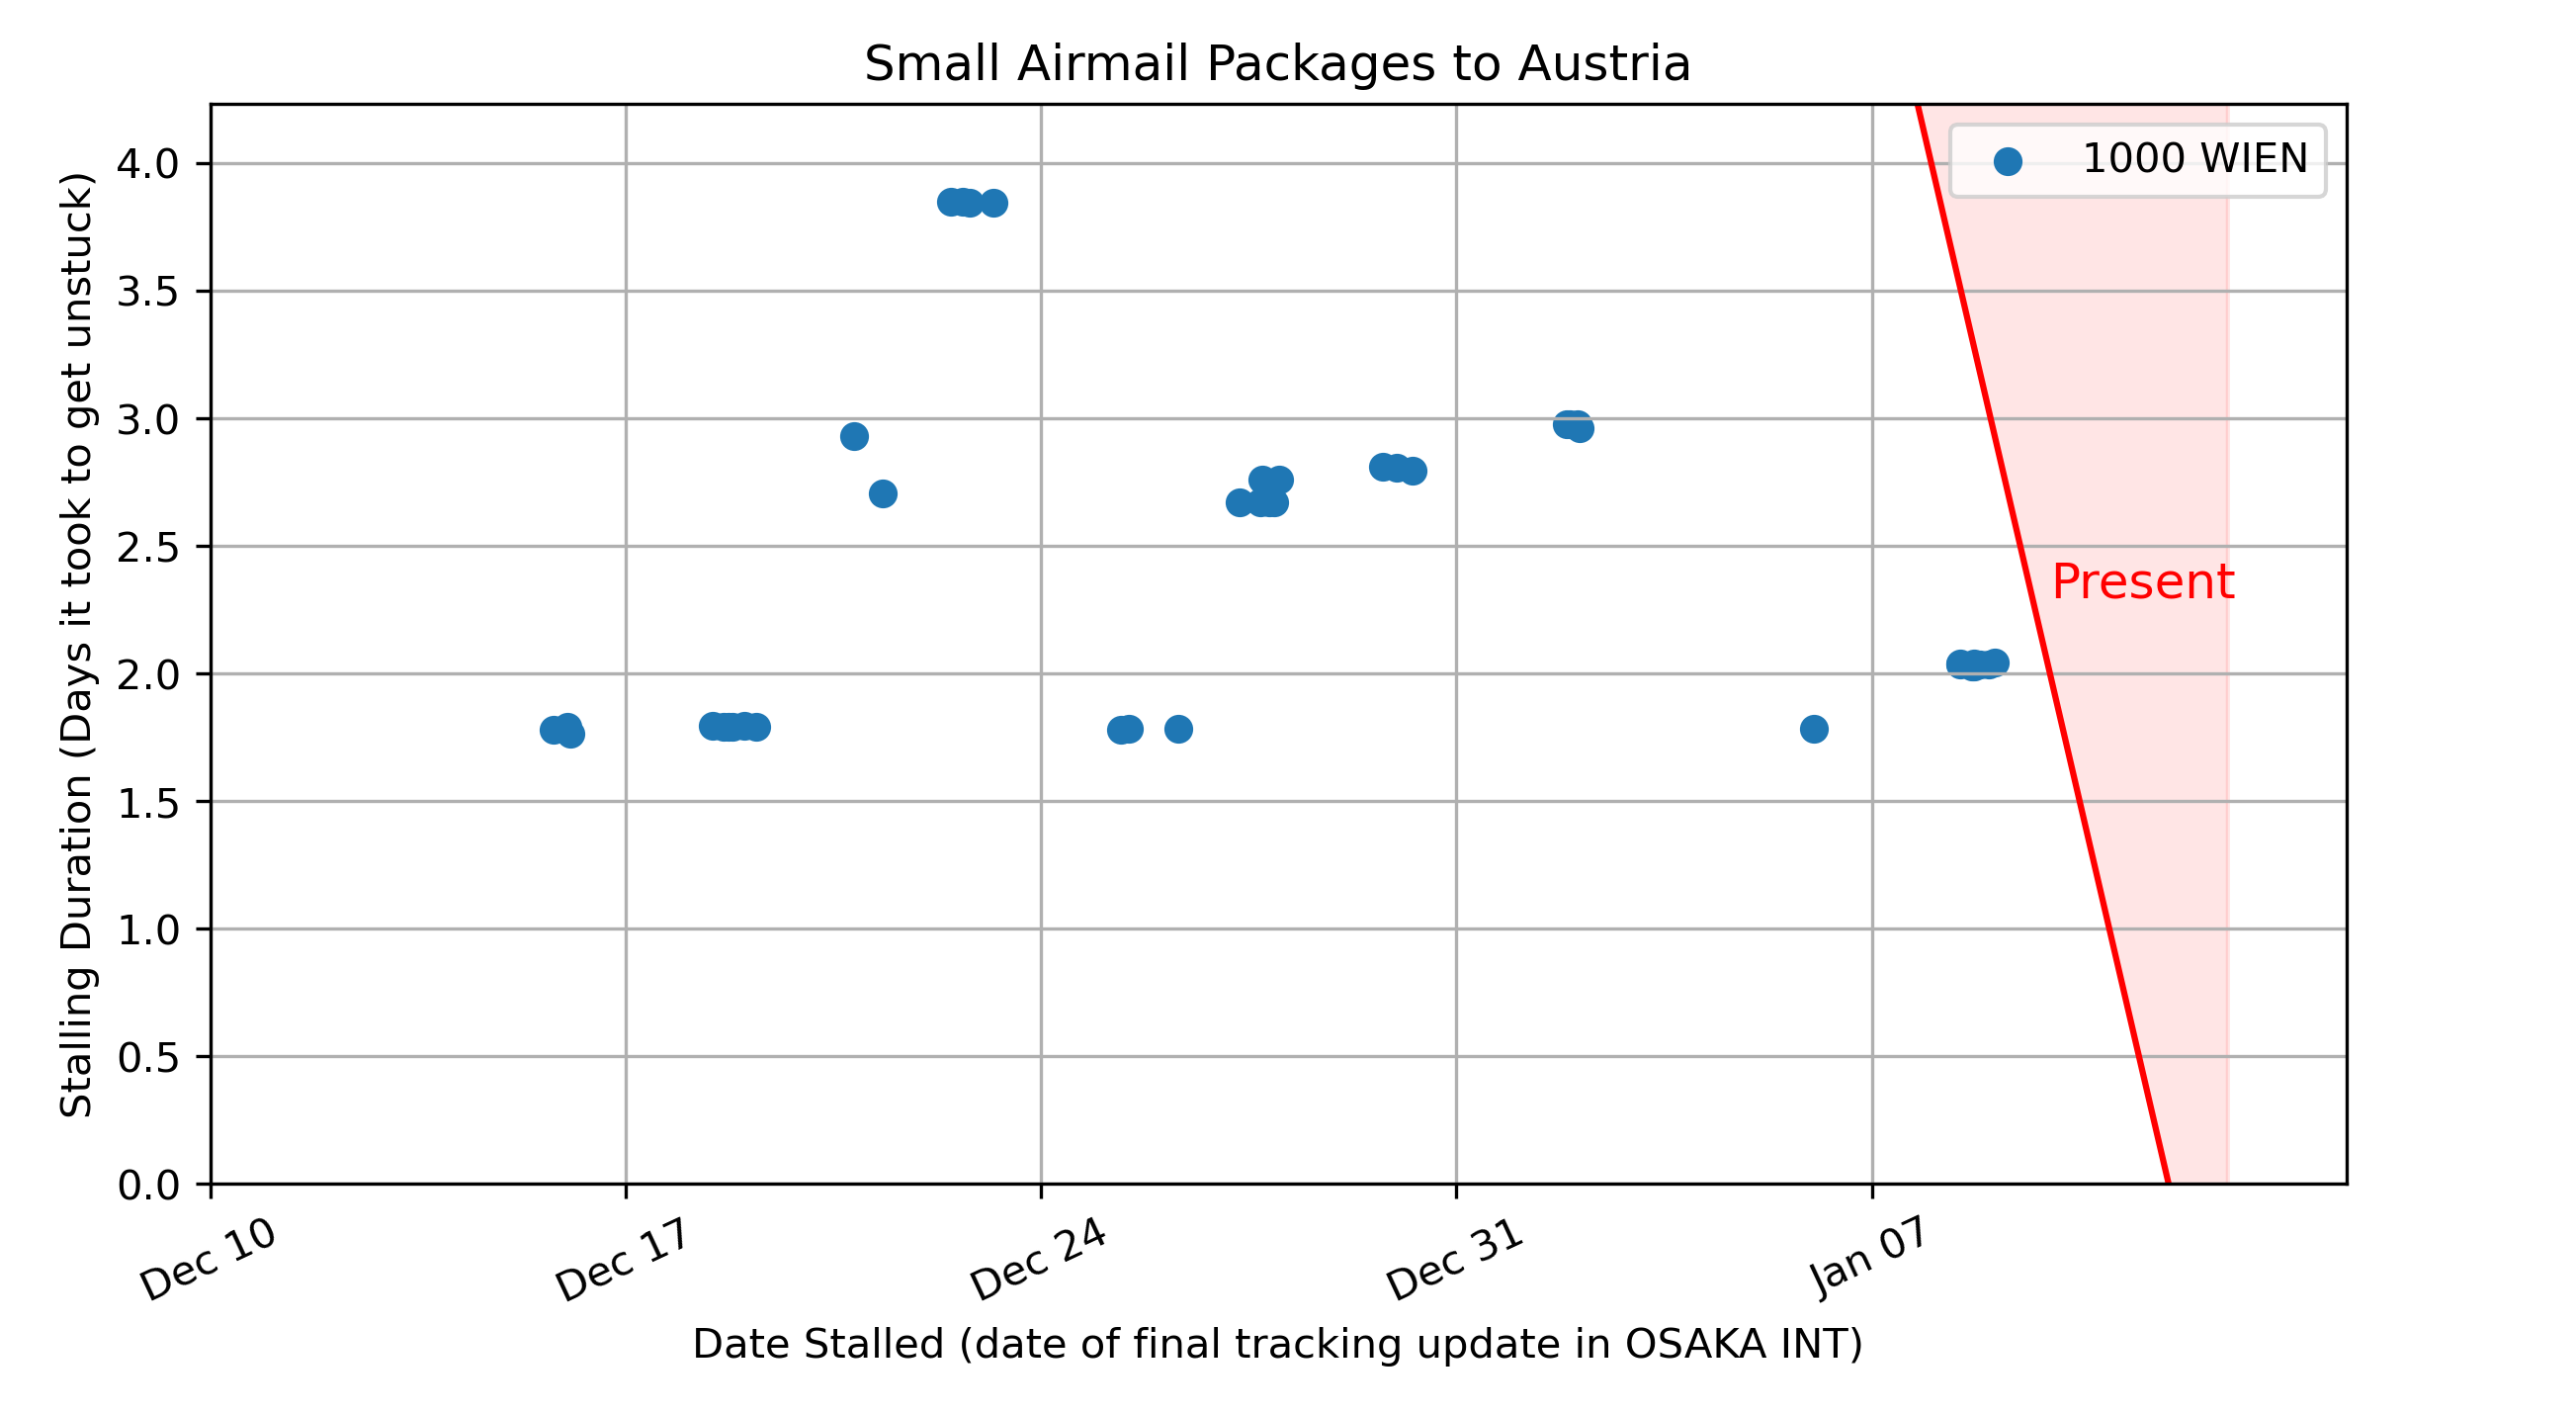 Small Airmail Packages to Austria
1000 WIEN
Present
Stalling Duration (Days it took to get unstuck)
4.0
3.5
3.0
2.5
2.0
1.5
1.0
0.5
0.0
Dec 10
Dec 17
Dec 24
Dec 31
Jan 07
Date Stalled (date of final tracking update in OSAKA INT)